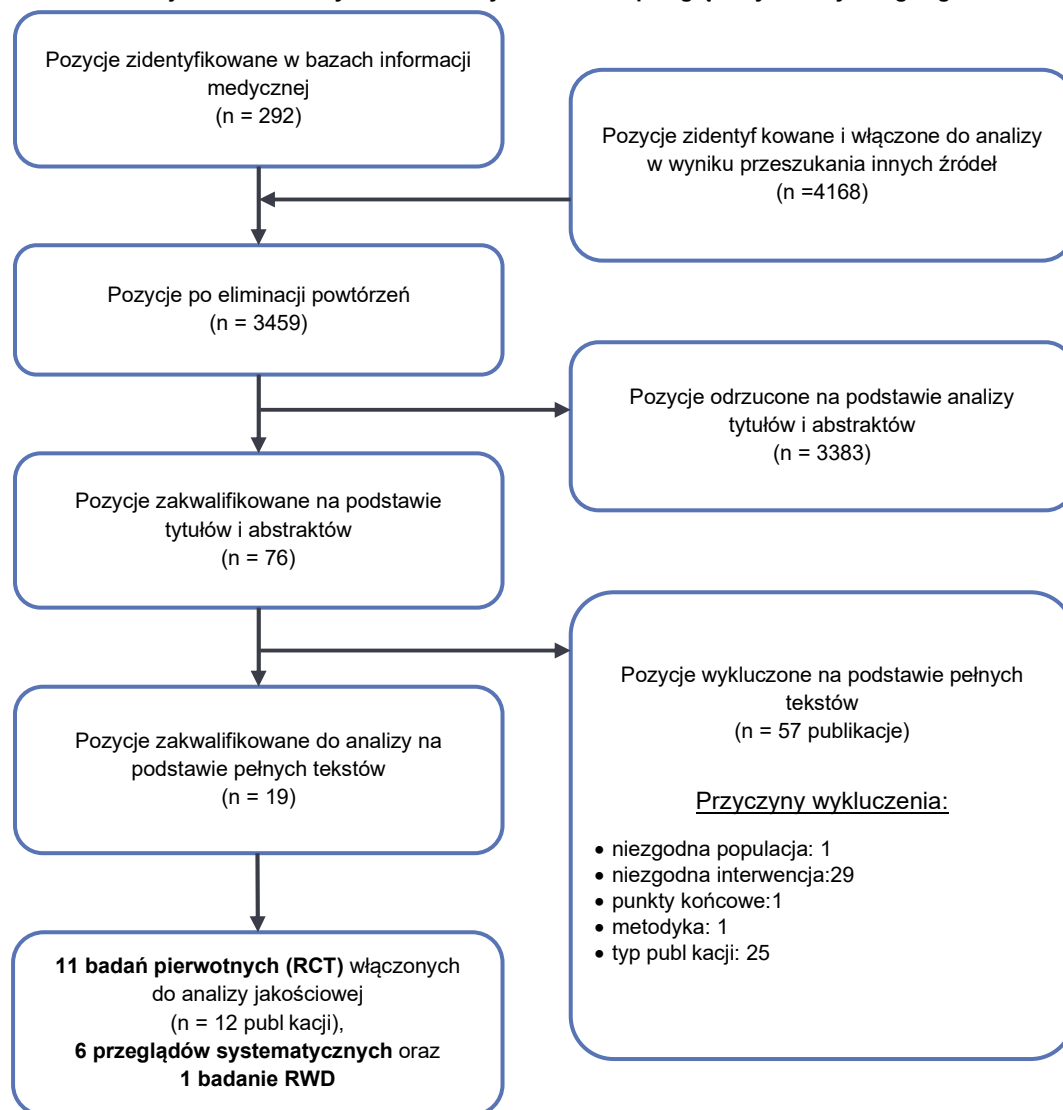 Pozycje zidentyfikowane w bazach informacji
medycznej
(n = 292)
Pozycje zidentyf kowane i włączone do analizy
w wyniku przeszukania innych źródeł
(n =4168)
Pozycje po eliminacji powtórzeń
(n = 3459)
Pozycje odrzucone na podstawie analizy
tytułów i abstraktów
(n = 3383)
Pozycje zakwalifikowane na podstawie
tytułów i abstraktów
(n = 76)
Pozycje wykluczone na podstawie pełnych
tekstów
(n = 57 publikacje)
Przyczyny wykluczenia:
• niezgodna populacja: 1
• niezgodna interwencja:29
• punkty końcowe:1
• metodyka: 1
• typ publ kacji: 25
Pozycje zakwalifikowane do analizy na
podstawie pełnych tekstów
(n = 19)
11 badań pierwotnych (RCT) włączonych
do analizy jakościowej
(n = 12 publ kacji),
6 przeglądów systematycznych oraz
1 badanie RWD